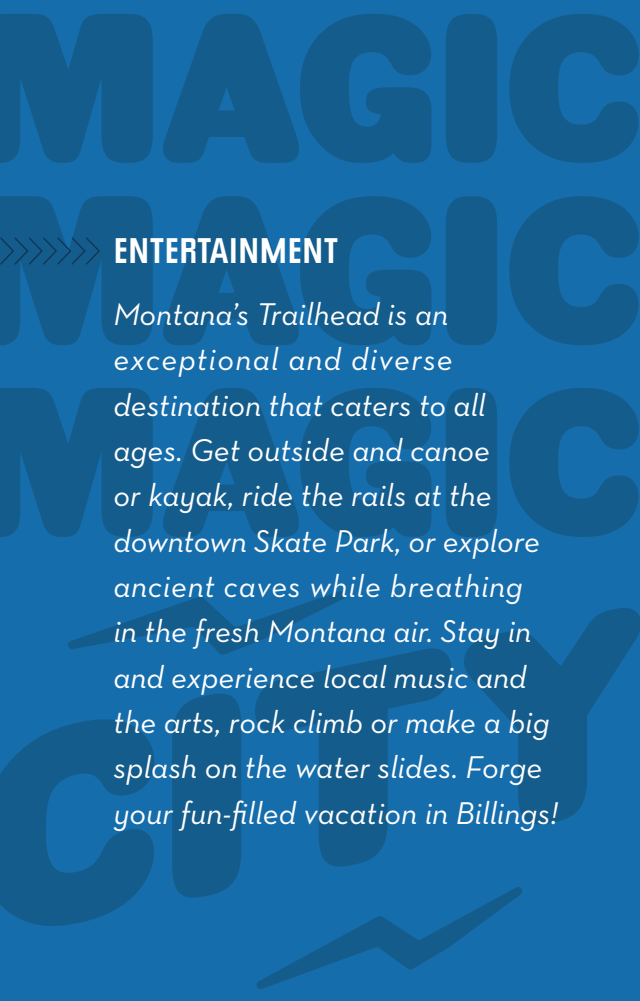 MAGIC
MAGIC
ENTERTAINMENT
Montana's Trailhead is an
exceptional and diverse
destination that caters to all
MAGIC
ages. Get outside and canoe
or kayak, ride the rails at the
downtown Skate Park, or explore
ancient caves while breathing
in the fresh Montana air. Stay in
and experience local music and
the arts, rock climb or make a big
splash on the water slides. Forge
your fun-filled vacation in Billings!
CITY